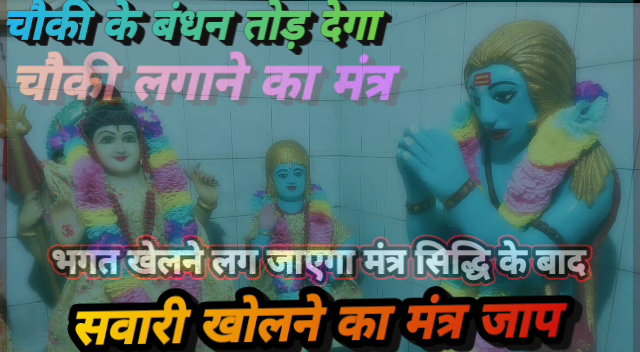 चौकी के बंधन तोड़ देगा
चौकी लगाने का मंत्र
भगत खेलने लग जाएगा मंत्र सिद्धि के बाद
सवारी खोलने का मंत्र जाप